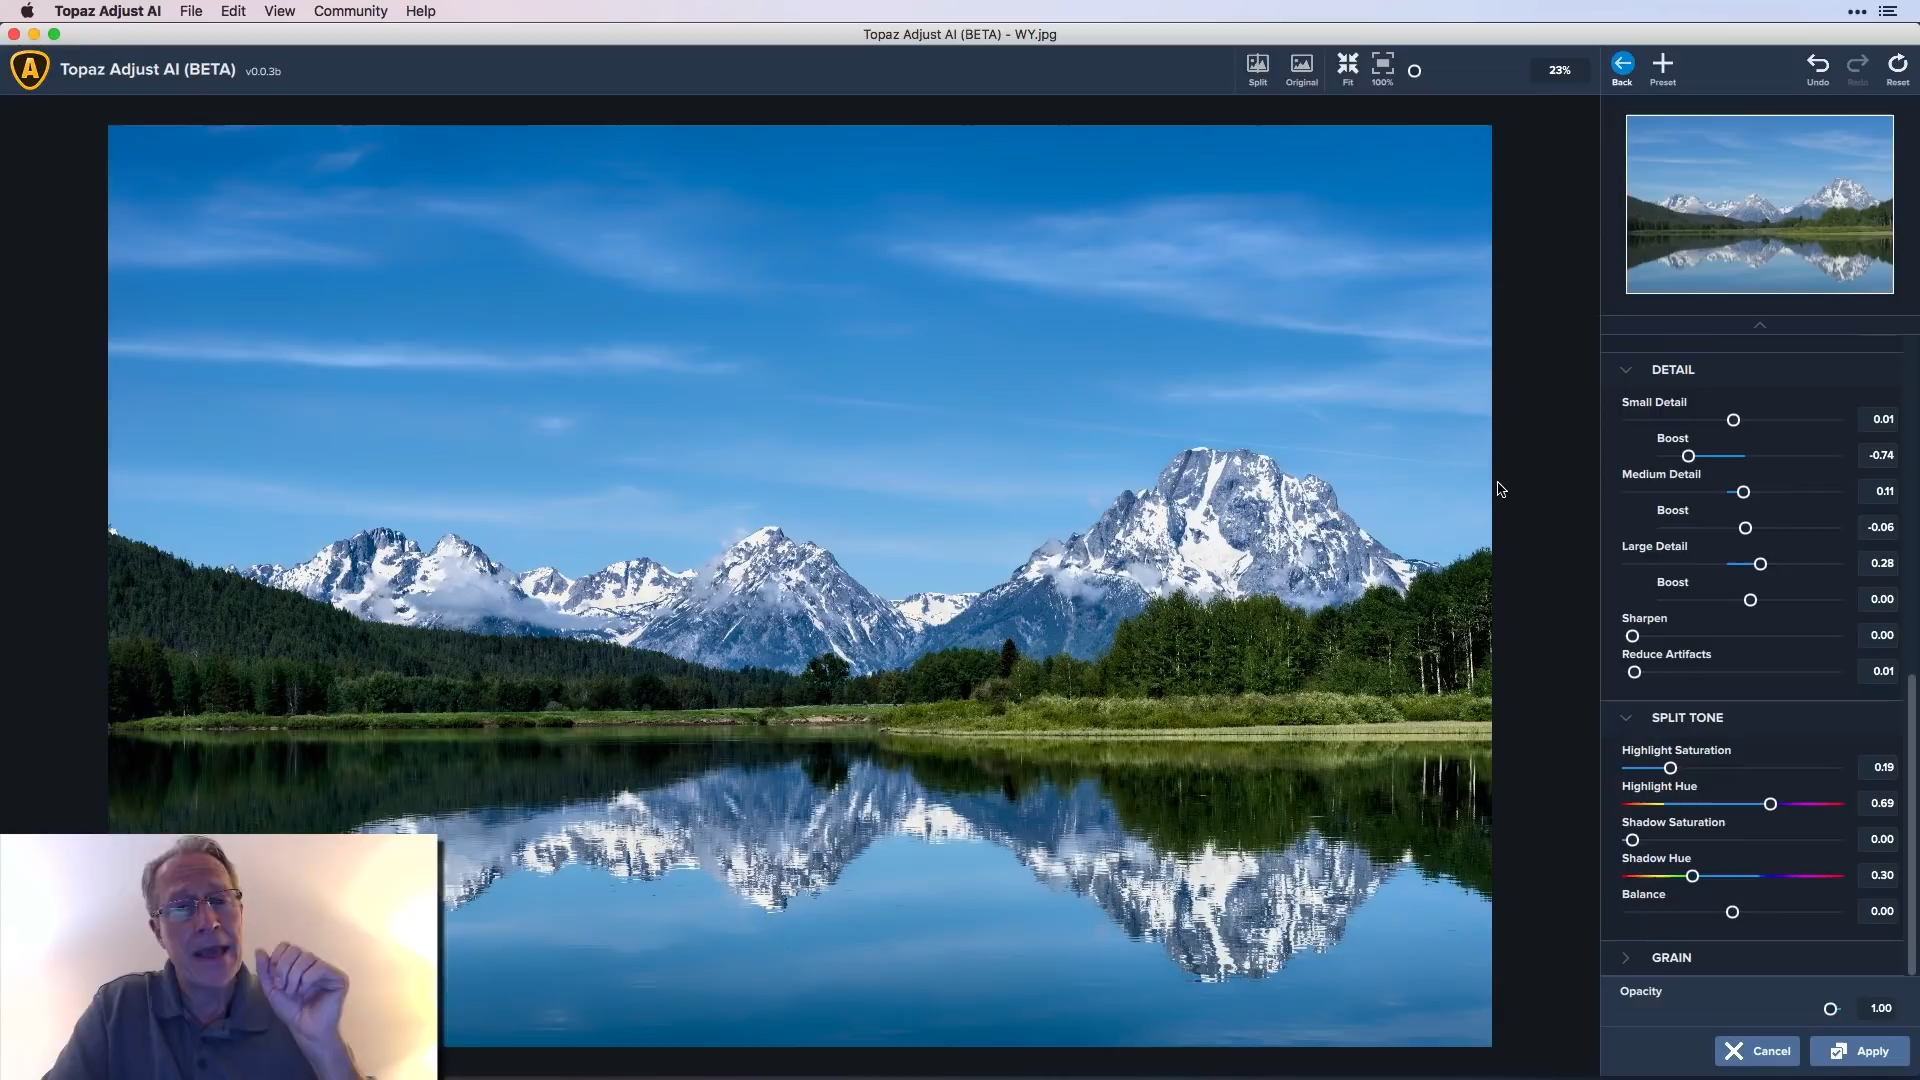 Topaz Adjust AI File Edit View Community Help
Topaz Adjust AI (BETA) - WY.jpg
Topaz Adjust AI (BETA) v0.0.3b
Split Original Fit 100% 23% Back Preset Undo Redo Reset
DETAIL
Small Detail
0.01
Boost
-0.74
Medium Detail
0.11
Boost
-0.06
Large Detail
0.28
Boost
0.00
Sharpen
0.00
Reduce Artifacts
0.01
SPLIT TONE
Highlight Saturation
0.19
Highlight Hue
0.69
Shadow Saturation
0.00
Shadow Hue
0.30
Balance
0.00
GRAIN
Opacity
1.00
Cancel Apply